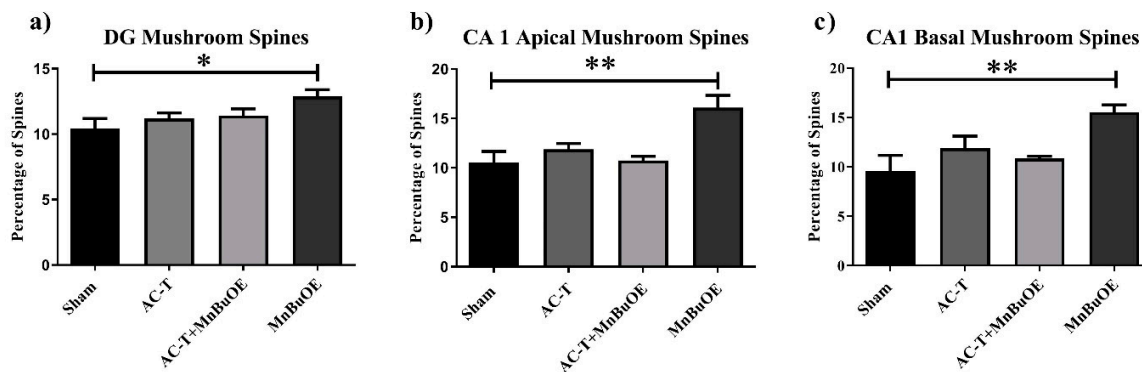 a)
DG Mushroom Spines
*
Percentage of Spines
15
10
5
0
Sham
AC-T
AC-T+MnBuOE
MnBuOE
b)
CA 1 Apical Mushroom Spines
**
Percentage of Spines
20
15
10
5
0
Sham
AC-T
AC-T+MnBuOE
MnBuOE
c)
CA1 Basal Mushroom Spines
**
Percentage of Spines
20
15
10
5
0
Sham
AC-T
AC-T+MnBuOE
MnBuOE